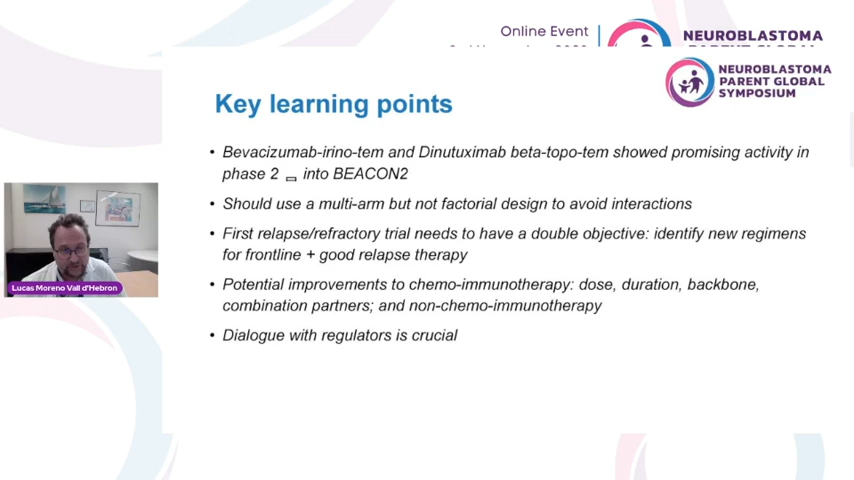 Online Event
NEUROBLASTOMA
PARENT GLOBAL
NEUROBLASTOMA
PARENT GLOBAL
SYMPOSIUM
Key learning points
• Bevacizumab-irino-tem and Dinutuximab beta-topo-tem showed promising activity in
phase 2 into BEACON2
• Should use a multi-arm but not factorial design to avoid interactions
• First relapse/refractory trial needs to have a double objective: identify new regimens
for frontline + good relapse therapy
• Potential improvements to chemo-immunotherapy: dose, duration, backbone,
combination partners; and non-chemo-immunotherapy
• Dialogue with regulators is crucial
Lucas Moreno Vall d'Hebron